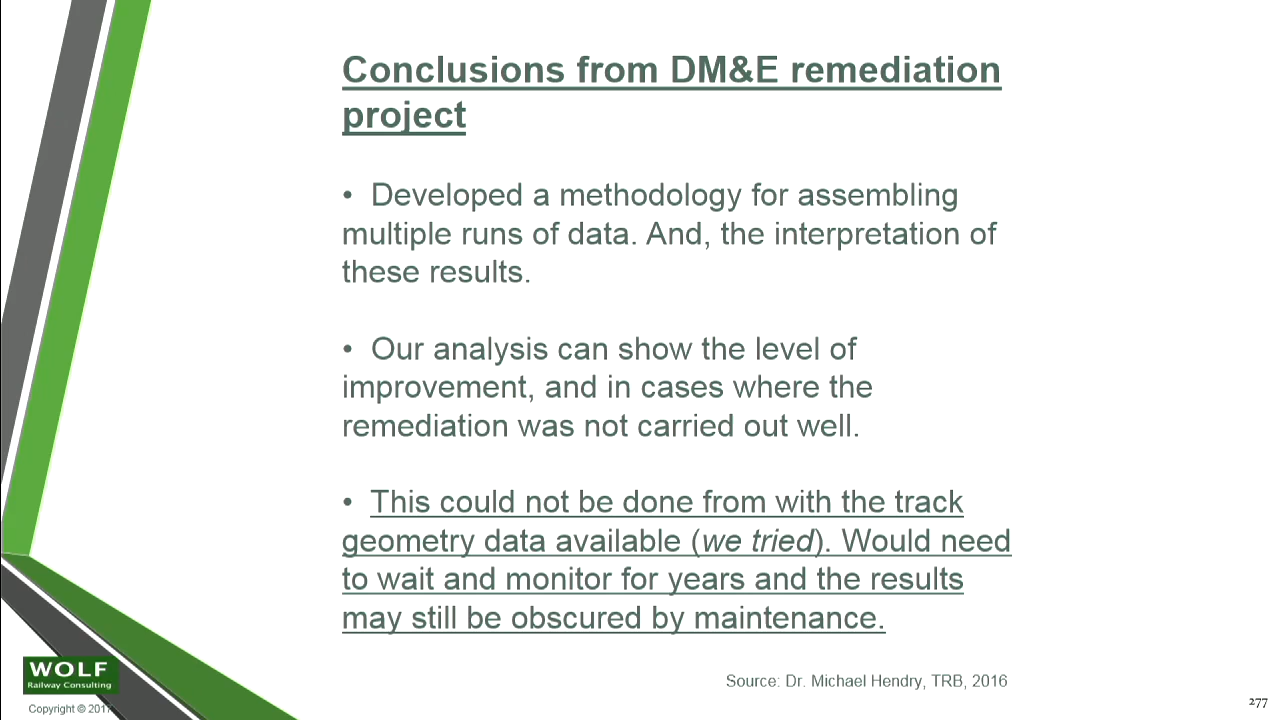 Conclusions from DM&E remediation
project
• Developed a methodology for assembling
multiple runs of data. And, the interpretation of
these results.
• Our analysis can show the level of
improvement, and in cases where the
remediation was not carried out well.
• This could not be done from with the track
geometry data available (we tried). Would need
to wait and monitor for years and the results
may still be obscured by maintenance.
Source: Dr. Michael Hendry, TRB, 2016
WOLF
Railway Consulting
Copyright ©
277